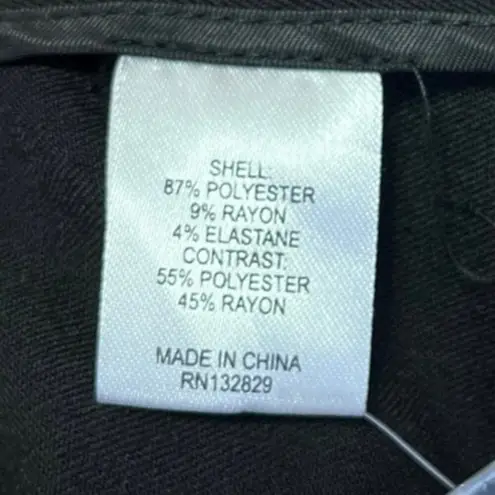 SHELL:
87% POLYESTER
9% RAYON
4% ELASTANE
CONTRAST:
55% POLYESTER
45% RAYON
MADE IN CHINA
RN132829